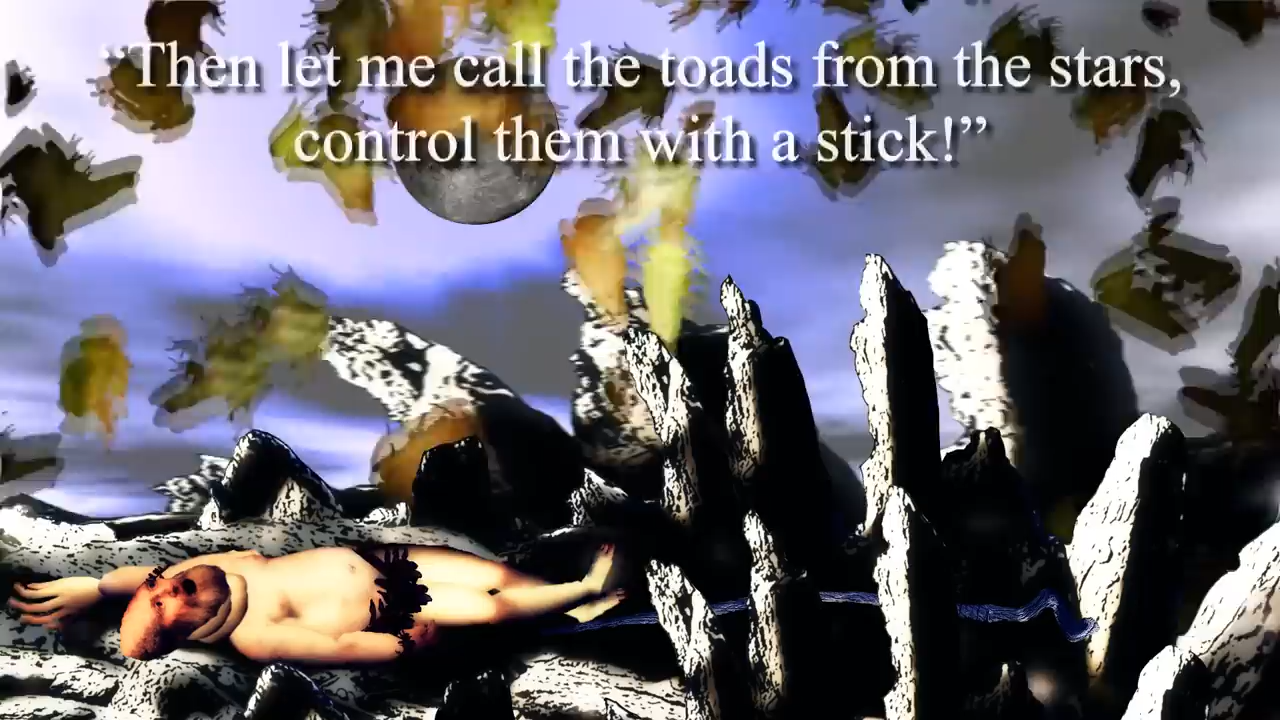 “Then let me call the toads from the stars,
control them with a stick!”